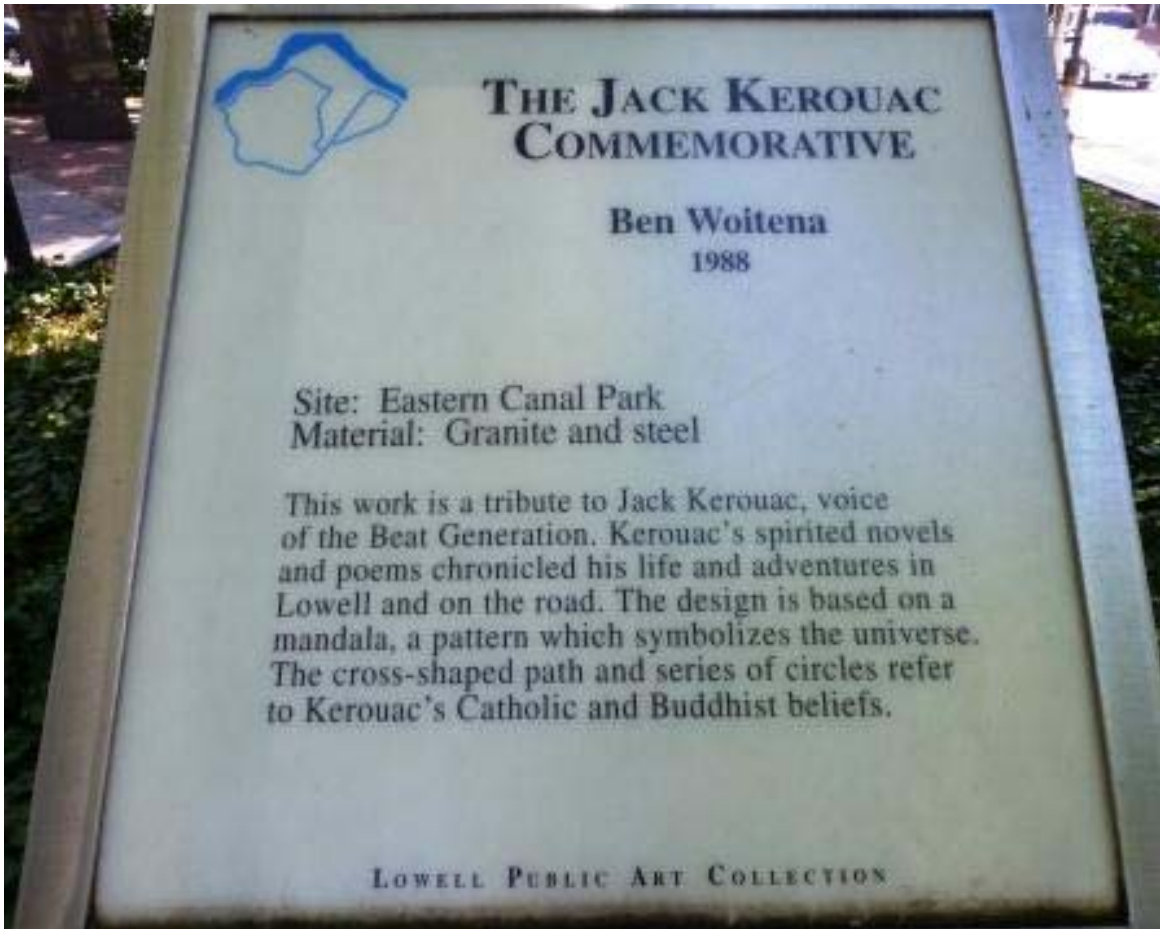 THE JACK KEROUAC
COMMEMORATIVE
Ben Woitena
1988
Site: Eastern Canal Park
Material: Granite and steel
This work is a tribute to Jack Kerouac, voice
of the Beat Generation. Kerouac's spirited novels
and poems chronicled his life and adventures in
Lowell and on the road. The design is based on a
mandala, a pattern which symbolizes the universe.
The cross-shaped path and series of circles refer
to Kerouac's Catholic and Buddhist beliefs.
LOWELL PUBLIC ART COLLECTION